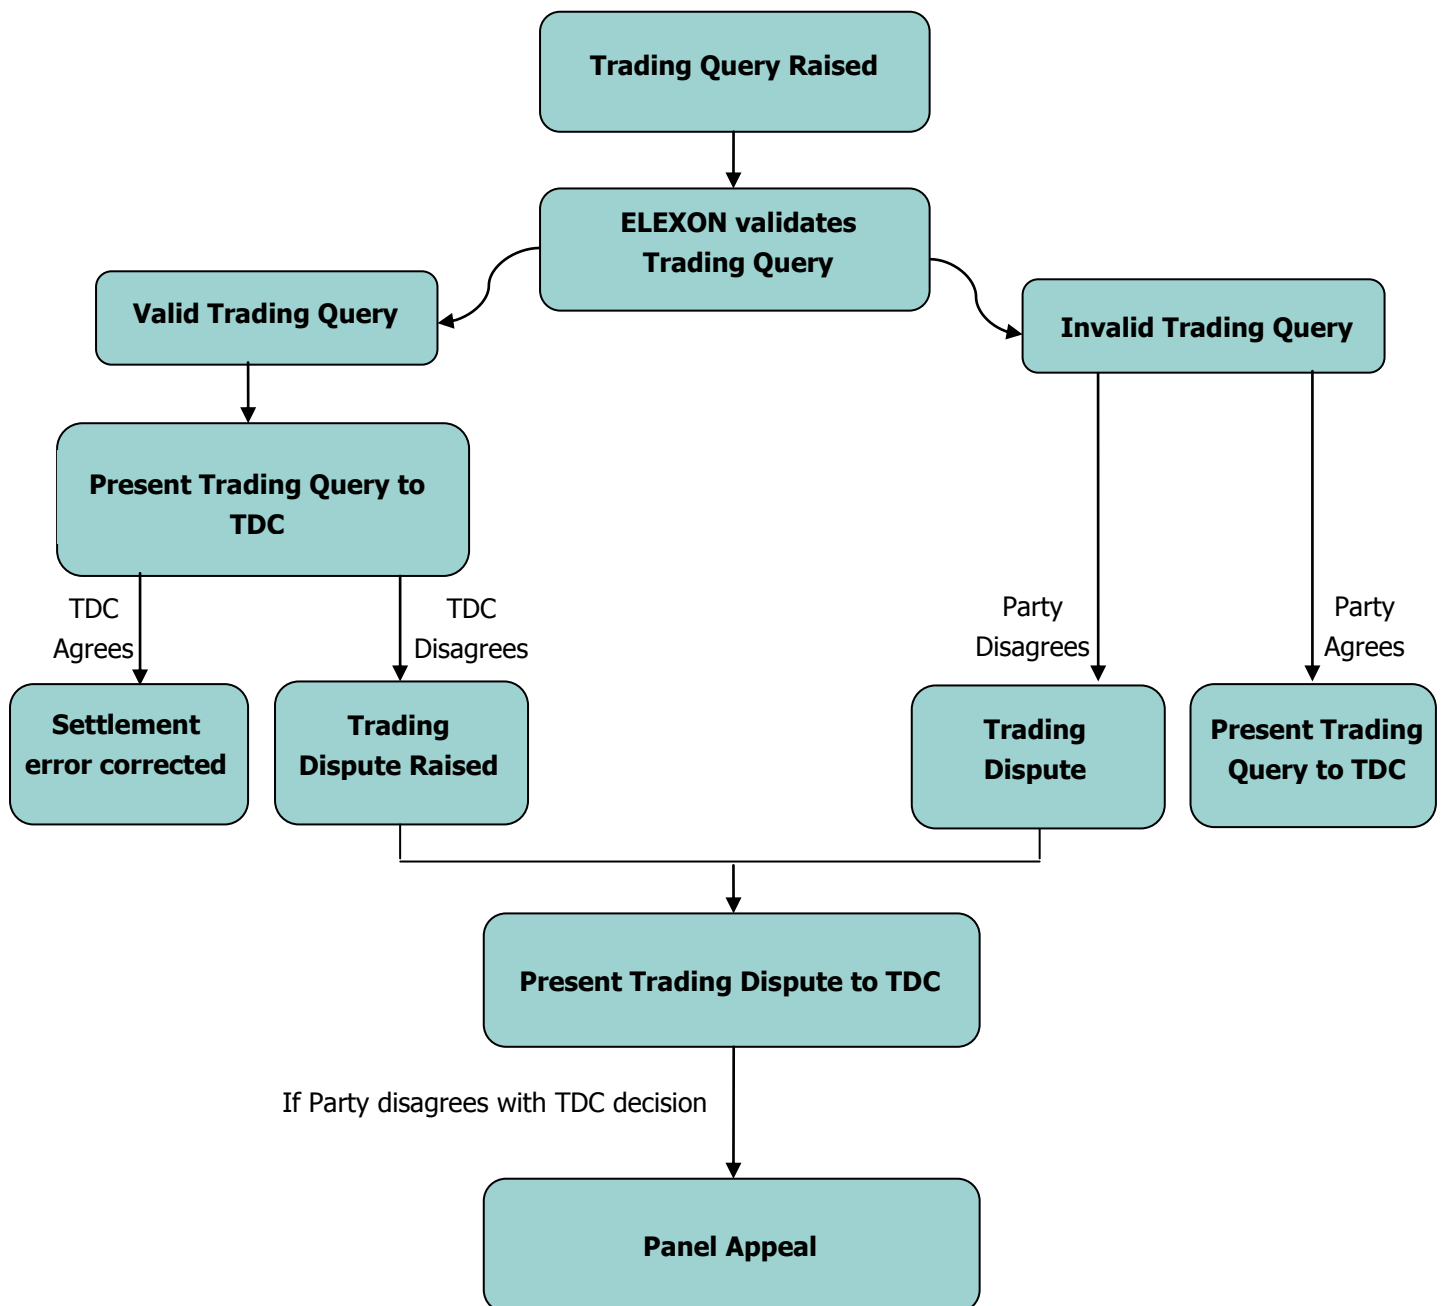 Trading Query Raised
ELEXON validates
Trading Query
Valid Trading Query
Invalid Trading Query
Present Trading Query to
TDC
TDC
Agrees
TDC
Disagrees
Party
Disagrees
Party
Agrees
Settlement
error corrected
Trading
Dispute Raised
Trading
Dispute
Present Trading
Query to TDC
Present Trading Dispute to TDC
If Party disagrees with TDC decision
Panel Appeal